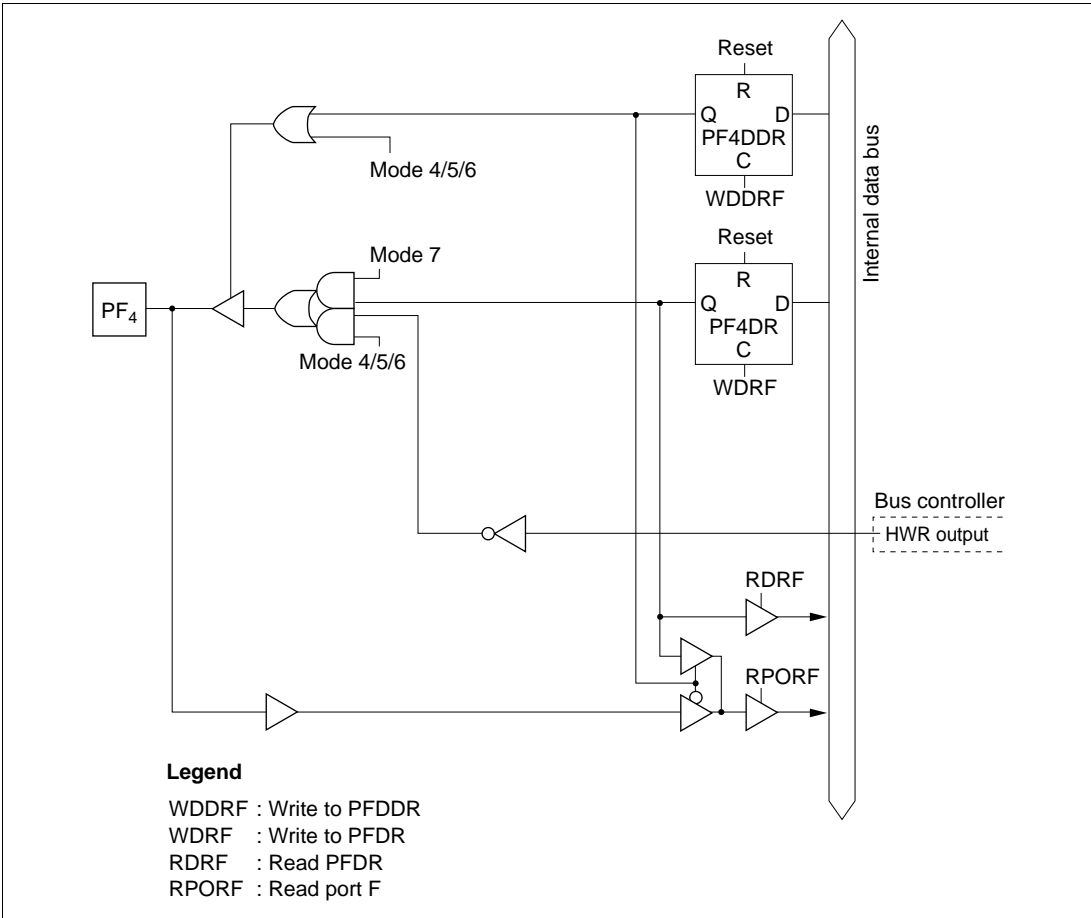 Reset
R
Q D
PF4DDR
C
WDDRF
Mode 4/5/6
Internal data bus
Reset
Mode 7
R
Q D
PF4DR
C
WDRF
PF4
Mode 4/5/6
Bus controller
HWR output
RDRF
RPORF
Legend
WDDRF : Write to PFDDR
WDRF : Write to PFDR
RDRF : Read PFDR
RPORF : Read port F